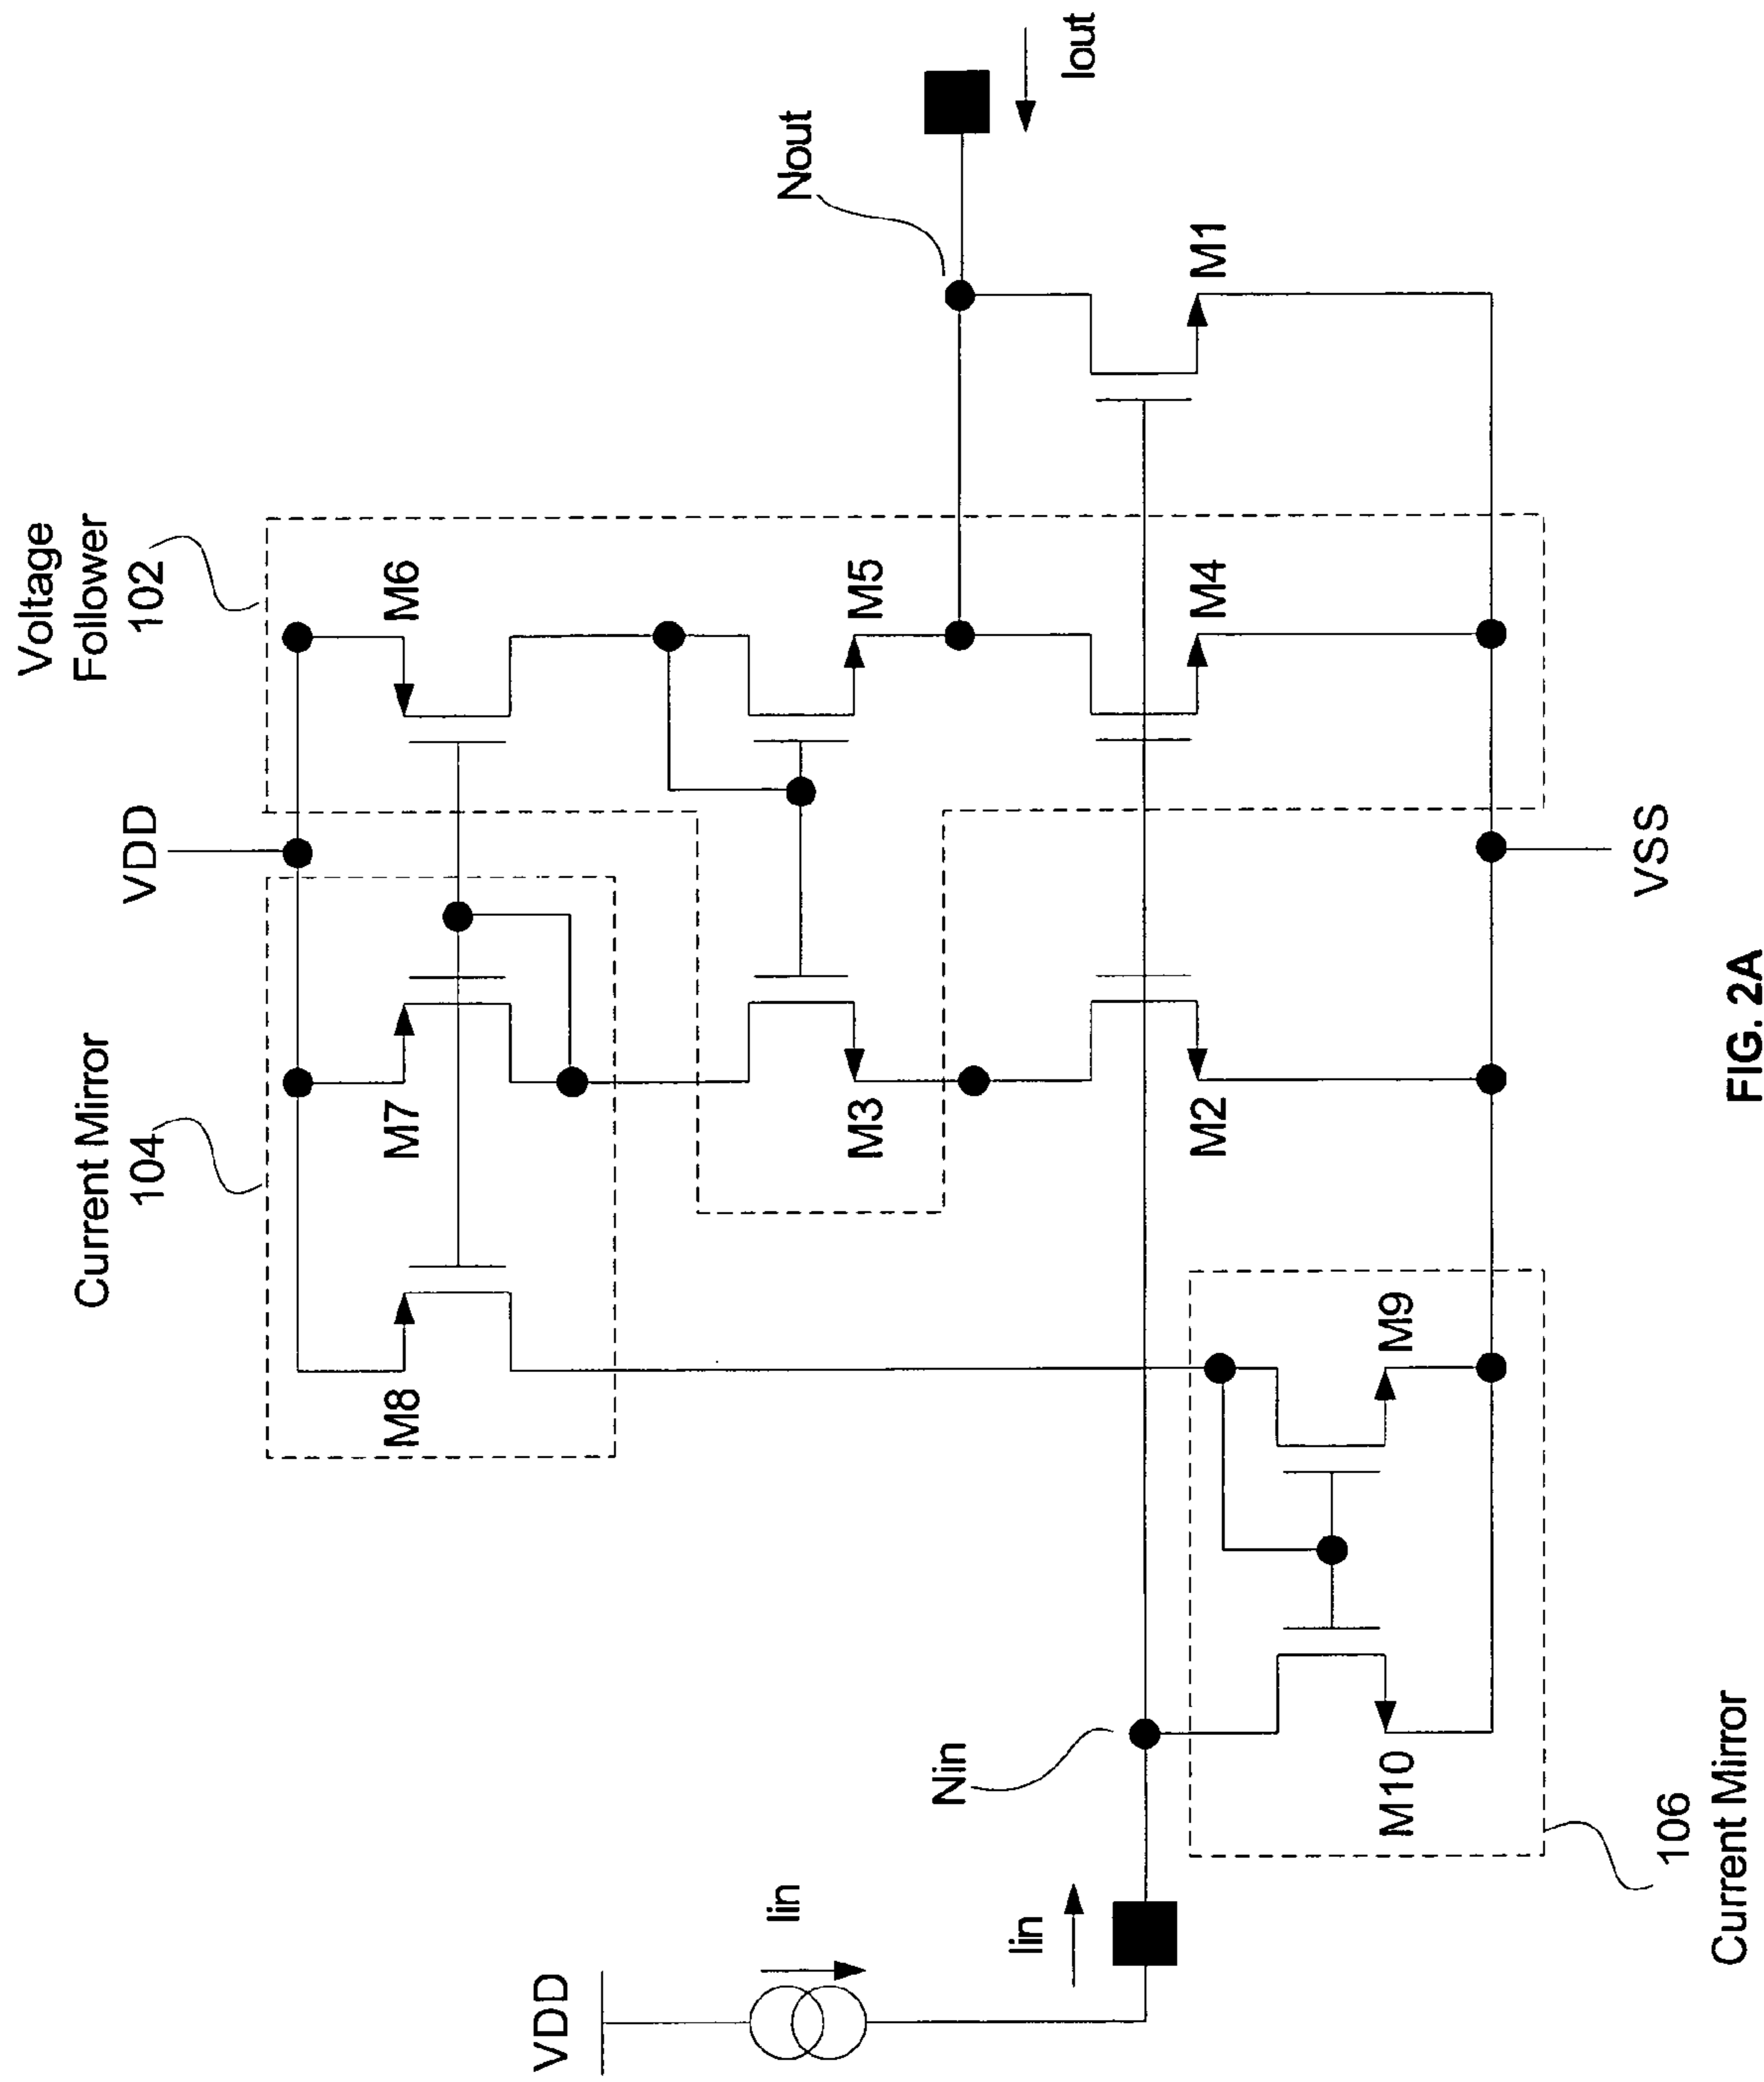 Voltage
Follower
102
VDD
Current Mirror
104
M6
M7
M8
Nout
Iout
M5
M3
M1
M4
M2
M9
M10
Nin
VDD
Iin
Iin
VSS
106
Current Mirror
FIG. 2A